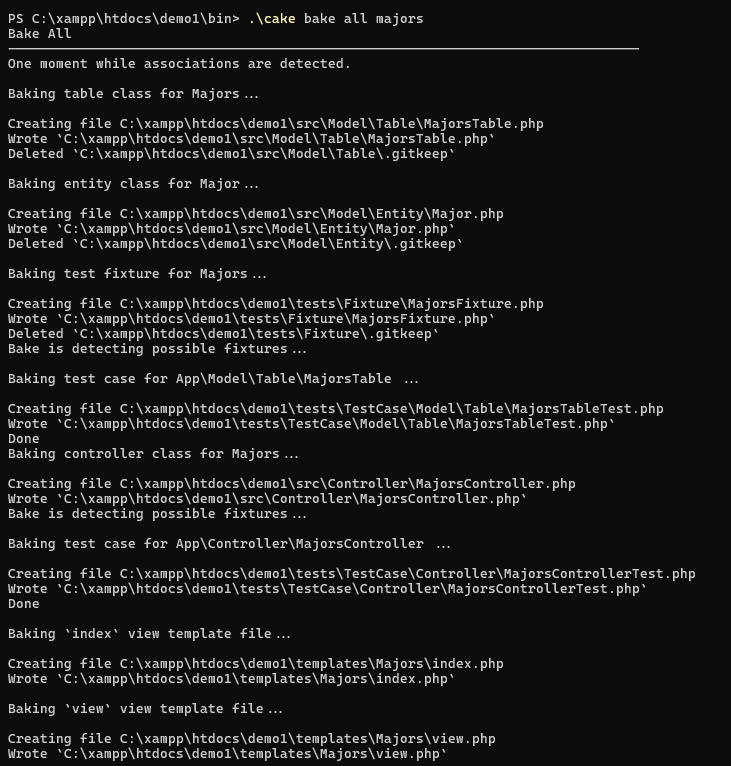 PS C:\xampp\htdocs\demo1\bin> .\cake bake all majors
Bake All
---------------------------------------------------------------
One moment while associations are detected.
Baking table class for Majors...
Creating file C:\xampp\htdocs\demo1\src\Model\Table\MajorsTable.php
Wrote `C:\xampp\htdocs\demo1\src\Model\Table\MajorsTable.php`
Deleted `C:\xampp\htdocs\demo1\src\Model\Table\.gitkeep`
Baking entity class for Major...
Creating file C:\xampp\htdocs\demo1\src\Model\Entity\Major.php
Wrote `C:\xampp\htdocs\demo1\src\Model\Entity\Major.php`
Deleted `C:\xampp\htdocs\demo1\src\Model\Entity\.gitkeep`
Baking test fixture for Majors...
Creating file C:\xampp\htdocs\demo1\tests\Fixture\MajorsFixture.php
Wrote `C:\xampp\htdocs\demo1\tests\Fixture\MajorsFixture.php`
Deleted `C:\xampp\htdocs\demo1\tests\Fixture\.gitkeep`
Bake is detecting possible fixtures...
Baking test case for App\Model\Table\MajorsTable ...
Creating file C:\xampp\htdocs\demo1\tests\TestCase\Model\Table\MajorsTableTest.php
Wrote `C:\xampp\htdocs\demo1\tests\TestCase\Model\Table\MajorsTableTest.php`
Done
Baking controller class for Majors...
Creating file C:\xampp\htdocs\demo1\src\Controller\MajorsController.php
Wrote `C:\xampp\htdocs\demo1\src\Controller\MajorsController.php`
Bake is detecting possible fixtures...
Baking test case for App\Controller\MajorsController ...
Creating file C:\xampp\htdocs\demo1\tests\TestCase\Controller\MajorsControllerTest.php
Wrote `C:\xampp\htdocs\demo1\tests\TestCase\Controller\MajorsControllerTest.php`
Done
Baking `index` view template file...
Creating file C:\xampp\htdocs\demo1\templates\Majors\index.php
Wrote `C:\xampp\htdocs\demo1\templates\Majors\index.php`
Baking `view` view template file...
Creating file C:\xampp\htdocs\demo1\templates\Majors\view.php
Wrote `C:\xampp\htdocs\demo1\templates\Majors\view.php`